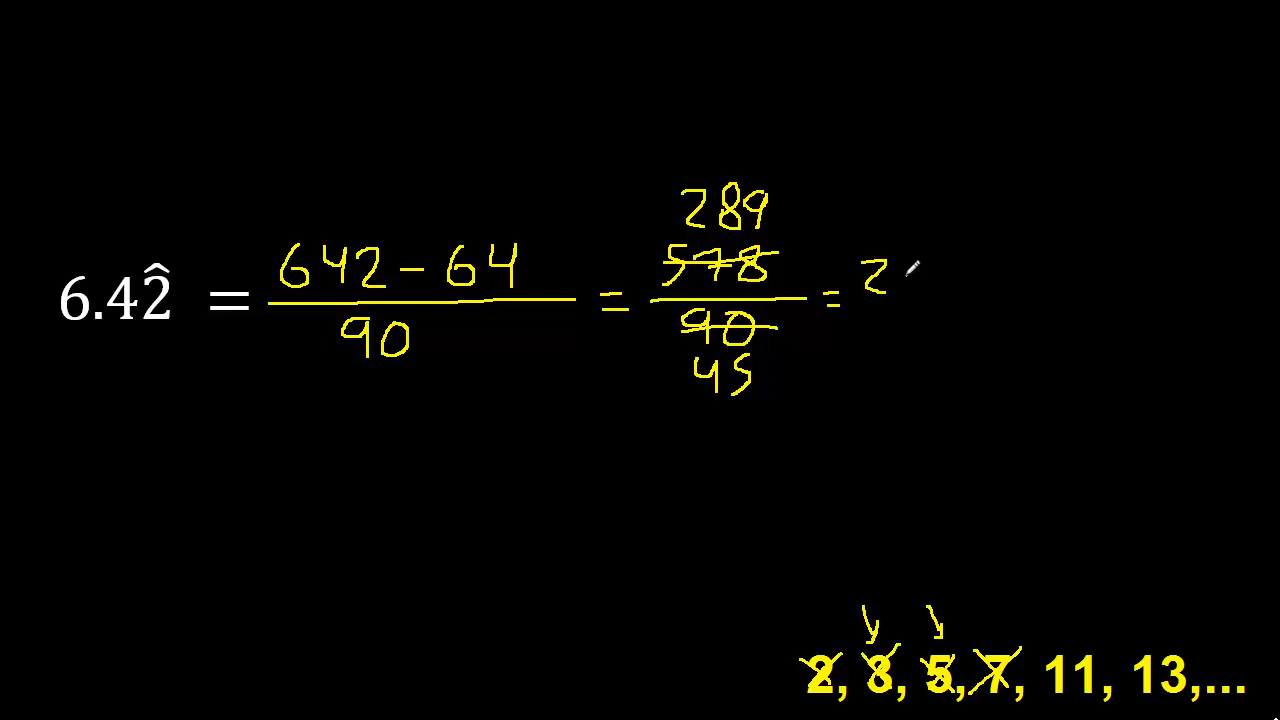 289
6.42̂ = 642 - 64 = 578 = 2
90 90
45
2, 3, 5, 7, 11, 13,...